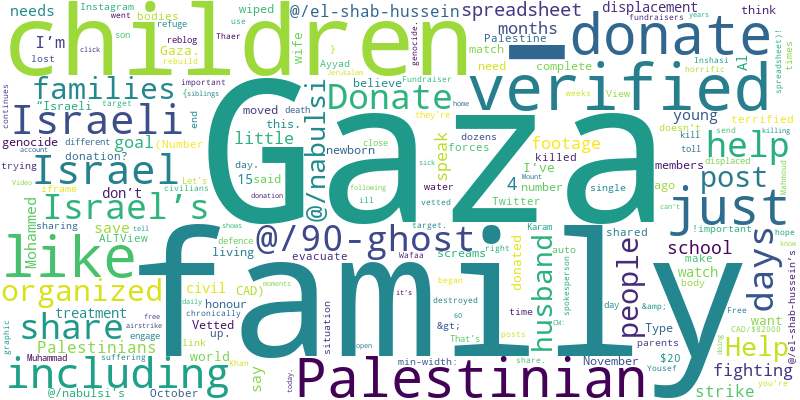 children
Gaza
family
Palestinian
_donate
verified
just
like
including
Israeli
Israel
Israel's
families
organized
share
@/90-ghost
@/nabulsi
Donate
help
Help
post
days
people
husband
school
footage
spreadsheet
@/el-shab-hussein
displacement
months
bodies
needs
I'm
Instagram
wiped
refuge
reblog
went
use
son
Thaer
lost
Gaza.
rebuild
click
wife
think
fundraisers
years
match
Palestine
need
complete
Al
Inshasi
horrific
spreadsheet)!
times
believe
Ayyad
}
genocide.
important
{siblings
Jerusalem
Fundraiser
View
weeks
home
they're
young
terrified
doesn't
send
kill
killing
continues
"Israeli
target
end
moved
death
this.
close
dozens
forces
toll
displaced
Mahmoud
genocide
different
goal
(Number
account
little
speak
newborn
sick
killed
members
can't
trying
donation?
day.
15
said
I've
4
number
single
ago
Video
iframe
Let's
don't
civilians
donation
following
ill
water
vetted
Twitter
Mount
Mohammed
sharing
save
ALTView
shows
tell
target.
Karam
shared
!important
hope
know
living
defence
right
donated
auto
make
watch
body
evacuate
Wafaa
screams
spokesperson
civil
treatment
CAD)
honour
situation
began
destroyed
60
day
&amp;
Free
want
CAD/$82000
graphic
free
daily
moments
airstrike
chronically
up.
it's
time
CW:
Type
parents
doing
@/el-shab-hussein's
Palestinians
suffering
engage
link
Vetted
world
&gt;
posts
That's
November
$20
you're
Muhammad
Khan
open
say
today.
min-width:
share.
Yousef
fighting
strike
@/nabulsi's
October